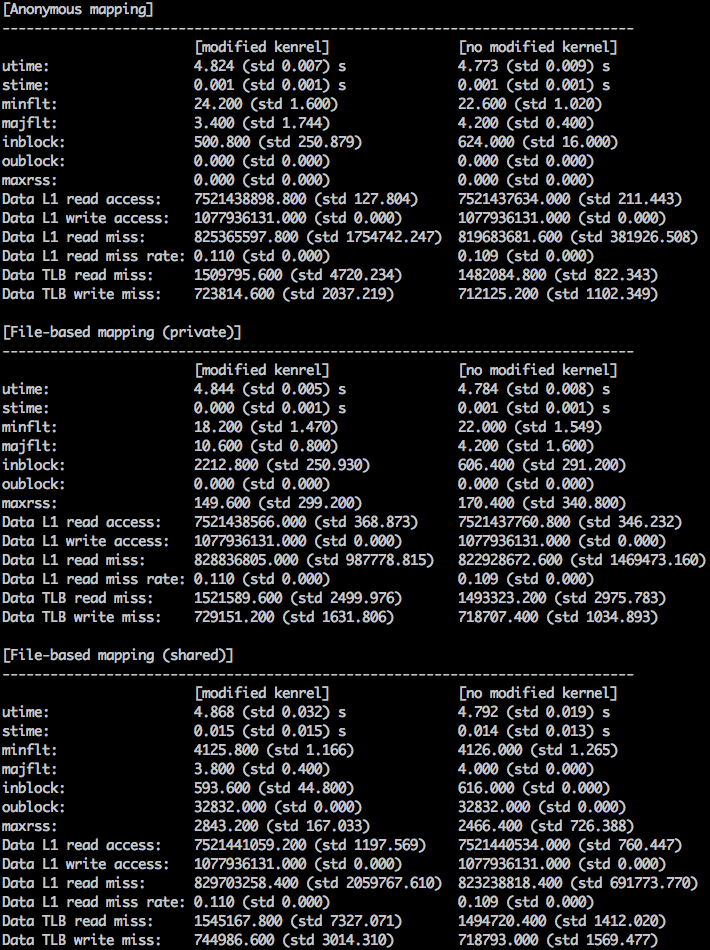 [Anonymous mapping]
-------------------------------------------------------------------------------
[modified kenrel] [no modified kernel]
utime: 4.824 (std 0.007) s 4.773 (std 0.009) s
stime: 0.001 (std 0.001) s 0.001 (std 0.001) s
minflt: 24.200 (std 1.600) 22.600 (std 1.020)
majflt: 3.400 (std 1.744) 4.200 (std 0.400)
inblock: 500.800 (std 250.879) 624.000 (std 16.000)
oublock: 0.000 (std 0.000) 0.000 (std 0.000)
maxrss: 0.000 (std 0.000) 0.000 (std 0.000)
Data L1 read access: 7521438898.800 (std 127.804) 7521437634.000 (std 211.443)
Data L1 write access: 1077936131.000 (std 0.000) 1077936131.000 (std 0.000)
Data L1 read miss: 825365597.800 (std 1754742.247) 819683681.600 (std 381926.508)
Data L1 read miss rate: 0.110 (std 0.000) 0.109 (std 0.000)
Data TLB read miss: 1509795.600 (std 4720.234) 1482084.800 (std 822.343)
Data TLB write miss: 723814.600 (std 2037.219) 712125.200 (std 1102.349)
[File-based mapping (private)]
-------------------------------------------------------------------------------
[modified kenrel] [no modified kernel]
utime: 4.844 (std 0.005) s 4.784 (std 0.008) s
stime: 0.000 (std 0.001) s 0.001 (std 0.001) s
minflt: 18.200 (std 1.470) 22.000 (std 1.549)
majflt: 10.600 (std 0.800) 4.200 (std 1.600)
inblock: 2212.800 (std 250.930) 606.400 (std 291.200)
oublock: 0.000 (std 0.000) 0.000 (std 0.000)
maxrss: 149.600 (std 299.200) 170.400 (std 340.800)
Data L1 read access: 7521438566.000 (std 368.873) 7521437760.800 (std 346.232)
Data L1 write access: 1077936131.000 (std 0.000) 1077936131.000 (std 0.000)
Data L1 read miss: 828836805.000 (std 987778.815) 822928672.600 (std 1469473.160)
Data L1 read miss rate: 0.110 (std 0.000) 0.109 (std 0.000)
Data TLB read miss: 1521589.600 (std 2499.976) 1493323.200 (std 2975.783)
Data TLB write miss: 729151.200 (std 1631.806) 718707.400 (std 1034.893)
[File-based mapping (shared)]
-------------------------------------------------------------------------------
[modified kenrel] [no modified kernel]
utime: 4.868 (std 0.032) s 4.792 (std 0.019) s
stime: 0.015 (std 0.015) s 0.014 (std 0.013) s
minflt: 4125.800 (std 1.166) 4126.000 (std 1.265)
majflt: 3.800 (std 0.400) 4.000 (std 0.000)
inblock: 593.600 (std 44.800) 616.000 (std 0.000)
oublock: 32832.000 (std 0.000) 32832.000 (std 0.000)
maxrss: 2843.200 (std 167.033) 2466.400 (std 726.388)
Data L1 read access: 7521441059.200 (std 1197.569) 7521440534.000 (std 760.447)
Data L1 write access: 1077936131.000 (std 0.000) 1077936131.000 (std 0.000)
Data L1 read miss: 829703258.400 (std 2059767.610) 823238818.400 (std 691773.770)
Data L1 read miss rate: 0.110 (std 0.000) 0.109 (std 0.000)
Data TLB read miss: 1545167.800 (std 7327.071) 1494720.400 (std 1412.020)
Data TLB write miss: 744986.600 (std 3014.310) 718793.000 (std 1569.477)